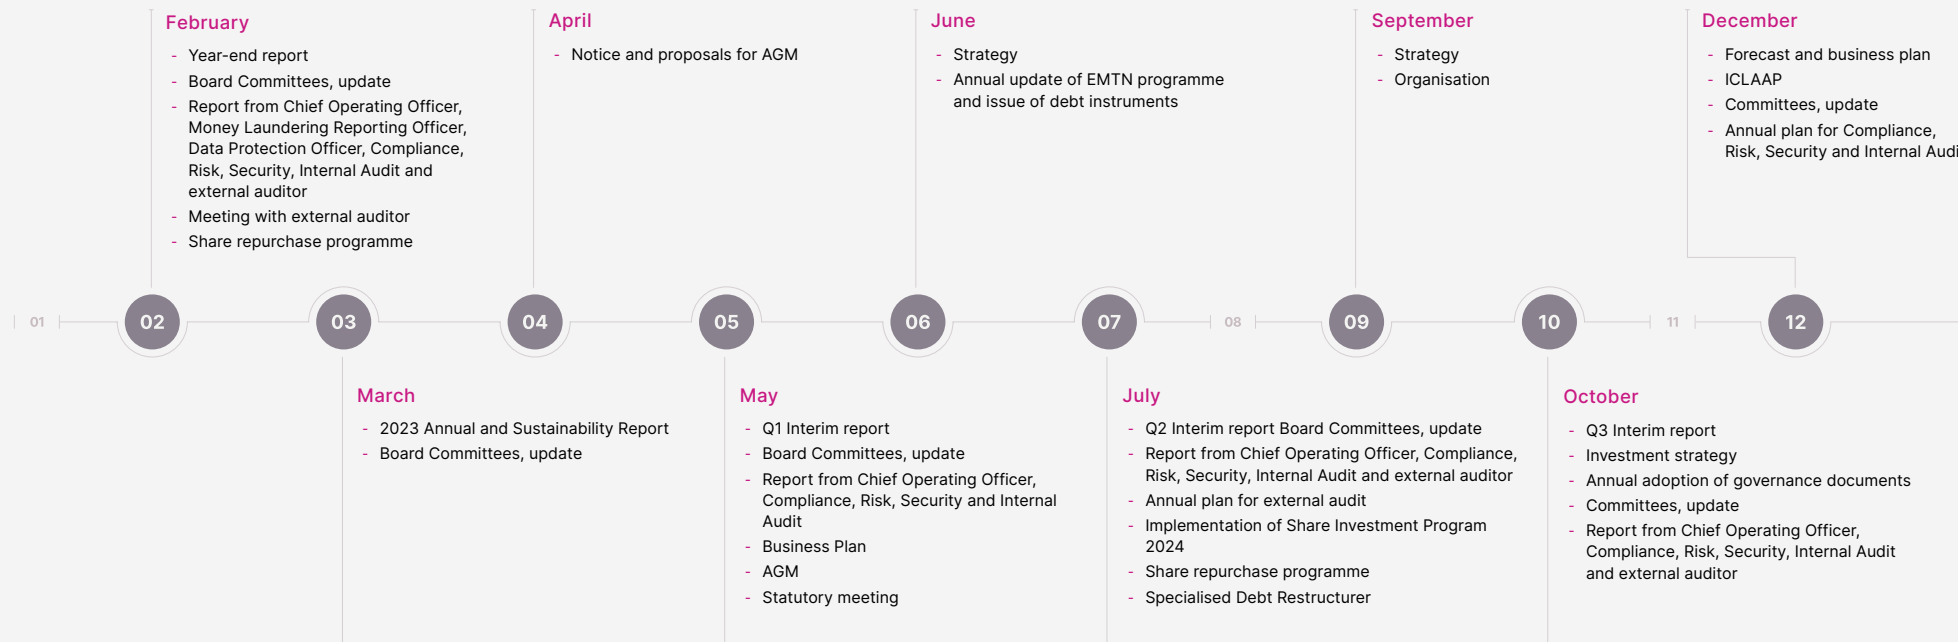 February
- Year-end report
- Board Committees, update
- Report from Chief Operating Officer,
Money Laundering Reporting Officer,
Data Protection Officer, Compliance,
Risk, Security, Internal Audit and
external auditor
- Meeting with external auditor
- Share repurchase programme
April
- Notice and proposals for AGM
June
- Strategy
- Annual update of EMTN programme
and issue of debt instruments
September
- Strategy
- Organisation
December
- Forecast and business plan
- ICLAAP
- Committees, update
- Annual plan for Compliance,
Risk, Security and Internal Audi
01
02
03
04
05
06
07
08
09
10
11
12
March
- 2023 Annual and Sustainability Report
- Board Committees, update
May
- Q1 Interim report
- Board Committees, update
- Report from Chief Operating Officer,
Compliance, Risk, Security and Internal
Audit
- Business Plan
- AGM
- Statutory meeting
July
- Q2 Interim report Board Committees, update
- Report from Chief Operating Officer, Compliance,
Risk, Security, Internal Audit and external auditor
- Annual plan for external audit
- Implementation of Share Investment Program
2024
- Share repurchase programme
- Specialised Debt Restructurer
October
- Q3 Interim report
- Investment strategy
- Annual adoption of governance documents
- Committees, update
- Report from Chief Operating Officer,
Compliance, Risk, Security, Internal Audit
and external auditor